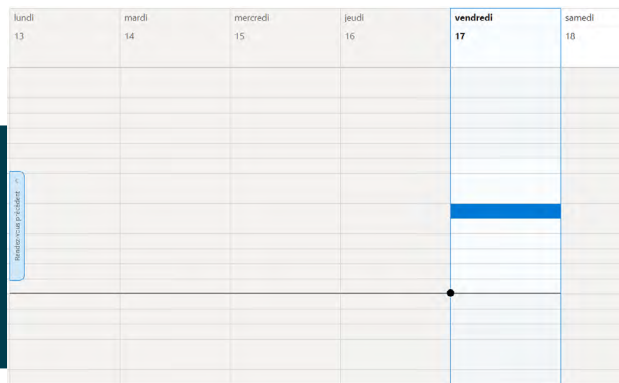 lundi
mardi
mercredi
jeudi
vendredi
samedi
13
14
15
16
17
18
Rendez-vous précédent